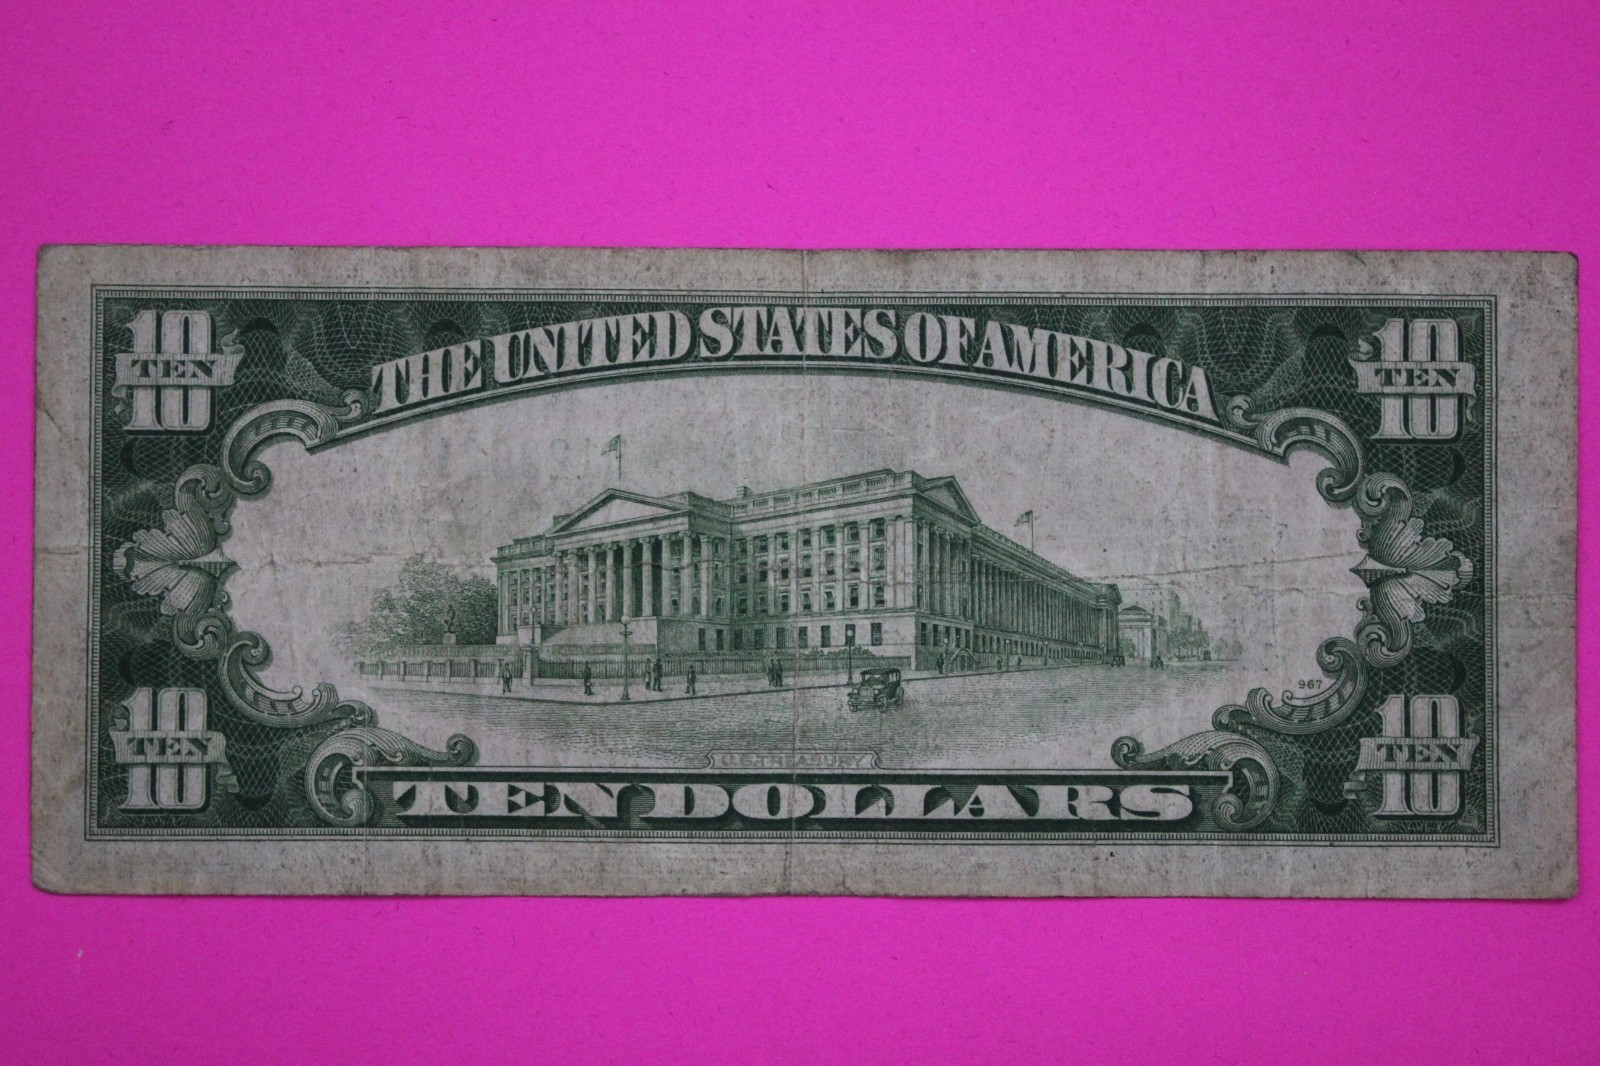 THE UNITED STATES OF AMERICA
10
TEN
10
10
TEN
10
967
10
TEN
10
10
TEN
10
U.S. TREASURY
TEN DOLLARS